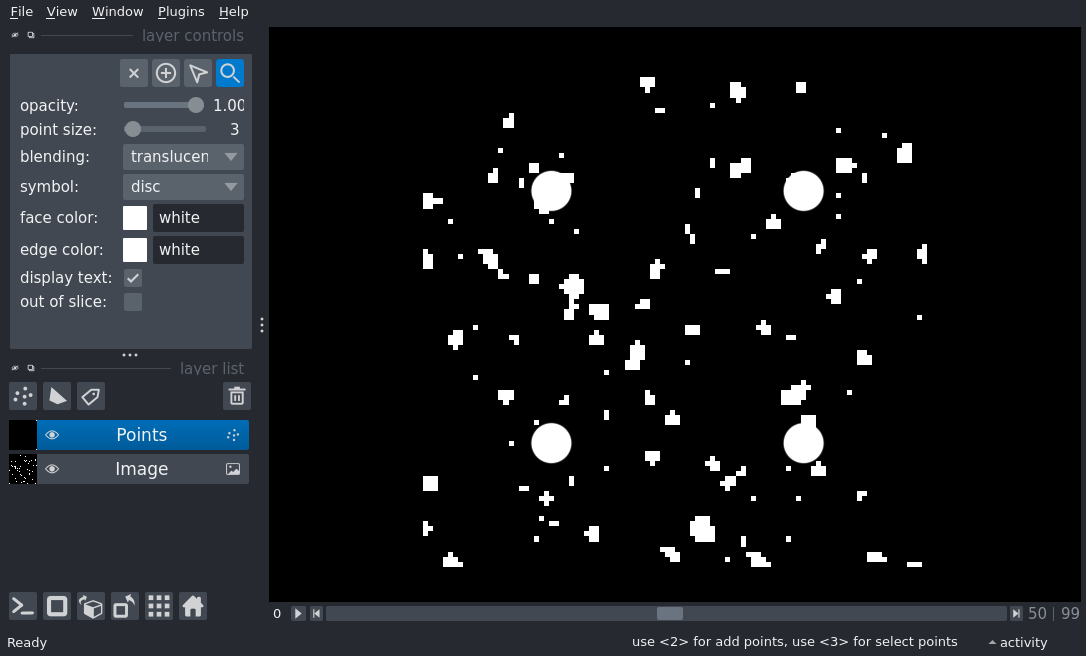 File View Window Plugins Help
layer controls
opacity: 1.00
point size: 3
blending: translucen
symbol: disc
face color: white
edge color: white
display text:
out of slice:
layer list
Points
Image
0 50 | 99
Ready use <2> for add points, use <3> for select points activity